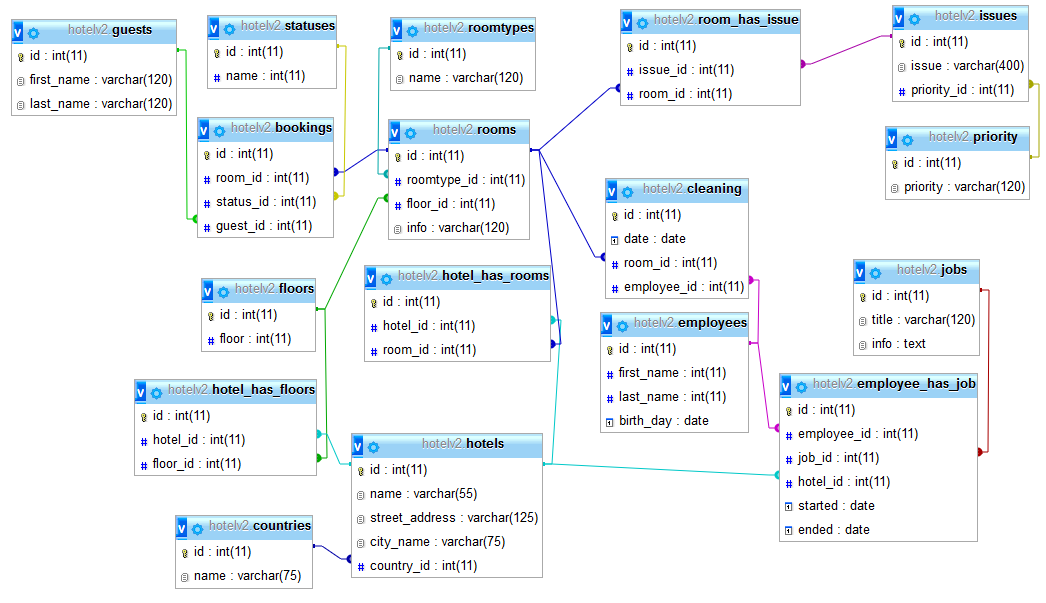 hotelv2 guests
id : int(11)
first_name : varchar(120)
last_name : varchar(120)
hotelv2 statuses
id : int(11)
name : int(11)
hotelv2 roomtypes
id : int(11)
name : varchar(120)
hotelv2 room_has_issue
id : int(11)
issue_id : int(11)
room_id : int(11)
hotelv2 issues
id : int(11)
issue : varchar(400)
priority_id : int(11)
hotelv2 bookings
id : int(11)
room_id : int(11)
status_id : int(11)
guest_id : int(11)
hotelv2 rooms
id : int(11)
roomtype_id : int(11)
floor_id : int(11)
info : varchar(120)
hotelv2 priority
id : int(11)
priority : varchar(120)
hotelv2 cleaning
id : int(11)
date : date
room_id : int(11)
employee_id : int(11)
hotelv2 floors
id : int(11)
floor : int(11)
hotelv2 hotel_has_rooms
id : int(11)
hotel_id : int(11)
room_id : int(11)
hotelv2 employees
id : int(11)
first_name : int(11)
last_name : int(11)
birth_day : date
hotelv2 jobs
id : int(11)
title : varchar(120)
info : text
hotelv2 hotel_has_floors
id : int(11)
hotel_id : int(11)
floor_id : int(11)
hotelv2 hotels
id : int(11)
name : varchar(55)
street_address : varchar(125)
city_name : varchar(75)
country_id : int(11)
hotelv2 employee_has_job
id : int(11)
employee_id : int(11)
job_id : int(11)
hotel_id : int(11)
started : date
ended : date
hotelv2 countries
id : int(11)
name : varchar(75)